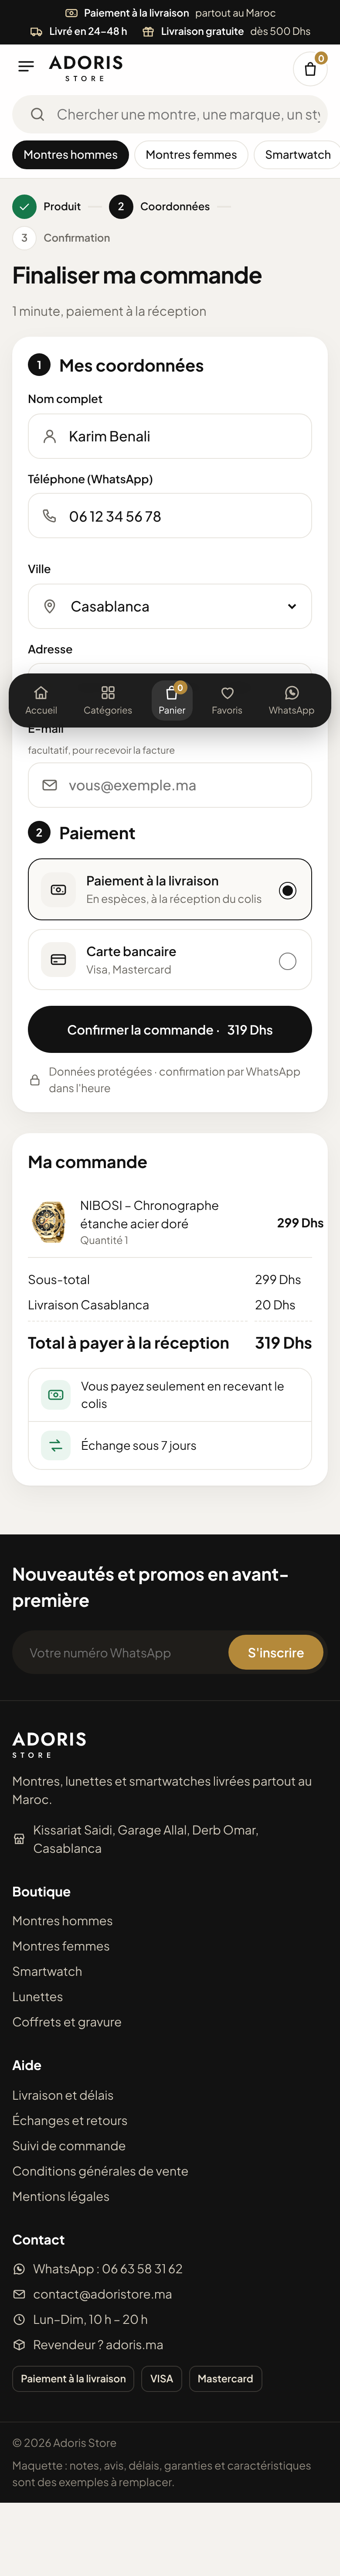 Paiement à la livraison partout au Maroc
Livré en 24–48 h Livraison gratuite dès 500 Dhs
ADORIS
STORE
0
Chercher une montre, une marque, un sty
Montres hommes Montres femmes Smartwatch
Produit 2 Coordonnées
3 Confirmation
Finaliser ma commande
1 minute, paiement à la réception
1 Mes coordonnées
Nom complet
Karim Benali
Téléphone (WhatsApp)
06 12 34 56 78
Ville
Casablanca
Adresse
0
Accueil Catégories Panier Favoris WhatsApp
E-mail
facultatif, pour recevoir la facture
vous@exemple.ma
2 Paiement
Paiement à la livraison
En espèces, à la réception du colis
Carte bancaire
Visa, Mastercard
Confirmer la commande · 319 Dhs
Données protégées · confirmation par WhatsApp
dans l'heure
Ma commande
NIBOSI – Chronographe
étanche acier doré
299 Dhs
Quantité 1
Sous-total 299 Dhs
Livraison Casablanca 20 Dhs
Total à payer à la réception 319 Dhs
Vous payez seulement en recevant le
colis
Échange sous 7 jours
Nouveautés et promos en avant-
première
Votre numéro WhatsApp S'inscrire
ADORIS
STORE
Montres, lunettes et smartwatches livrées partout au
Maroc.
Kissariat Saidi, Garage Allal, Derb Omar,
Casablanca
Boutique
Montres hommes
Montres femmes
Smartwatch
Lunettes
Coffrets et gravure
Aide
Livraison et délais
Échanges et retours
Suivi de commande
Conditions générales de vente
Mentions légales
Contact
WhatsApp : 06 63 58 31 62
contact@adoristore.ma
Lun–Dim, 10 h – 20 h
Revendeur ? adoris.ma
Paiement à la livraison VISA Mastercard
© 2026 Adoris Store
Maquette : notes, avis, délais, garanties et caractéristiques
sont des exemples à remplacer.